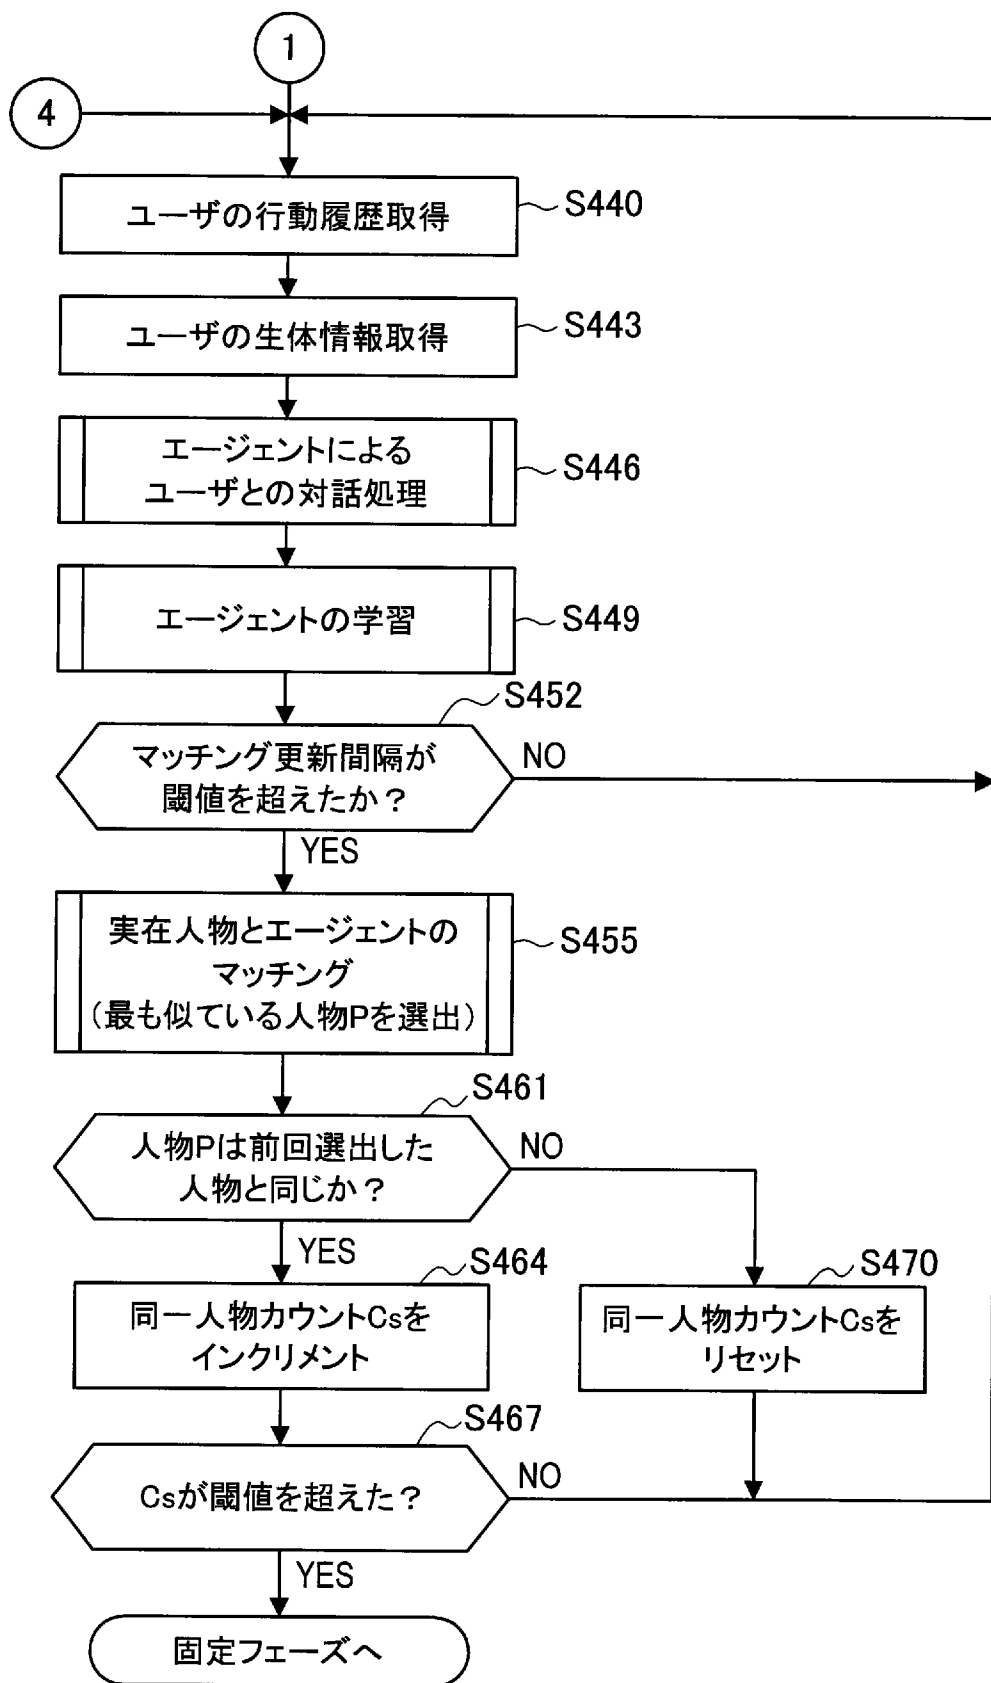 1
4
ユーザの行動履歴取得
S440
ユーザの生体情報取得
S443
エージェントによる
ユーザとの対話処理
S446
エージェントの学習
S449
S452
マッチング更新間隔が
閾値を超えたか？
NO
YES
実在人物とエージェントの
マッチング
（最も似ている人物Pを選出）
S455
S461
人物Pは前回選出した
人物と同じか？
NO
YES
S464
同一人物カウントCsを
インクリメント
S470
同一人物カウントCsを
リセット
S467
Csが閾値を超えた？
NO
YES
固定フェーズへ